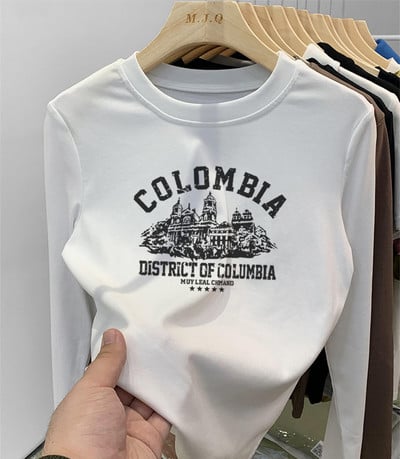 M.J.Q
COLOMBIA
DISTRICT OF COLUMBIA
MUY LEAL CHMAND
★★★★★